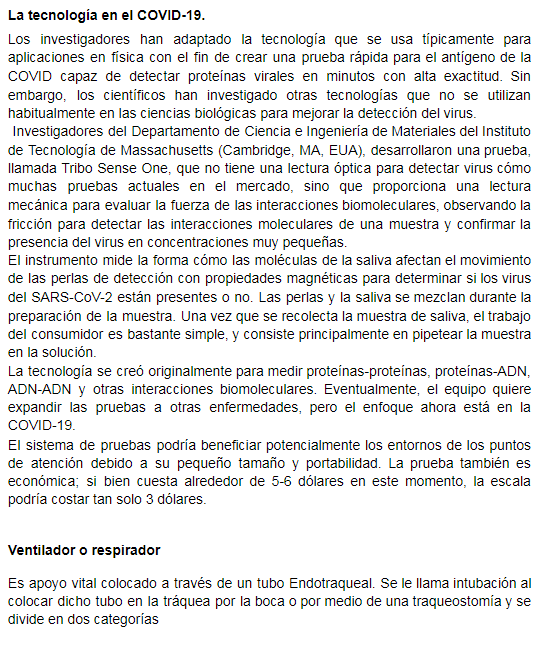 La tecnología en el COVID-19.
Los investigadores han adaptado la tecnología que se usa típicamente para
aplicaciones en física con el fin de crear una prueba rápida para el antígeno de la
COVID capaz de detectar proteínas virales en minutos con alta exactitud. Sin
embargo, los científicos han investigado otras tecnologías que no se utilizan
habitualmente en las ciencias biológicas para mejorar la detección del virus.
Investigadores del Departamento de Ciencia e Ingeniería de Materiales del Instituto
de Tecnología de Massachusetts (Cambridge, MA, EUA), desarrollaron una prueba,
llamada Tribo Sense One, que no tiene una lectura óptica para detectar virus cómo
muchas pruebas actuales en el mercado, sino que proporciona una lectura
mecánica para evaluar la fuerza de las interacciones biomoleculares, observando la
fricción para detectar las interacciones moleculares de una muestra y confirmar la
presencia del virus en concentraciones muy pequeñas.
El instrumento mide la forma cómo las moléculas de la saliva afectan el movimiento
de las perlas de detección con propiedades magnéticas para determinar si los virus
del SARS-CoV-2 están presentes o no. Las perlas y la saliva se mezclan durante la
preparación de la muestra. Una vez que se recolecta la muestra de saliva, el trabajo
del consumidor es bastante simple, y consiste principalmente en pipetear la muestra
en la solución.
La tecnología se creó originalmente para medir proteínas-proteínas, proteínas-ADN,
ADN-ADN y otras interacciones biomoleculares. Eventualmente, el equipo quiere
expandir las pruebas a otras enfermedades, pero el enfoque ahora está en la
COVID-19.
El sistema de pruebas podría beneficiar potencialmente los entornos de los puntos
de atención debido a su pequeño tamaño y portabilidad. La prueba también es
económica; si bien cuesta alrededor de 5-6 dólares en este momento, la escala
podría costar tan solo 3 dólares.
Ventilador o respirador
Es apoyo vital colocado a través de un tubo Endotraqueal. Se le llama intubación al
colocar dicho tubo en la tráquea por la boca o por medio de una traqueostomía y se
divide en dos categorías